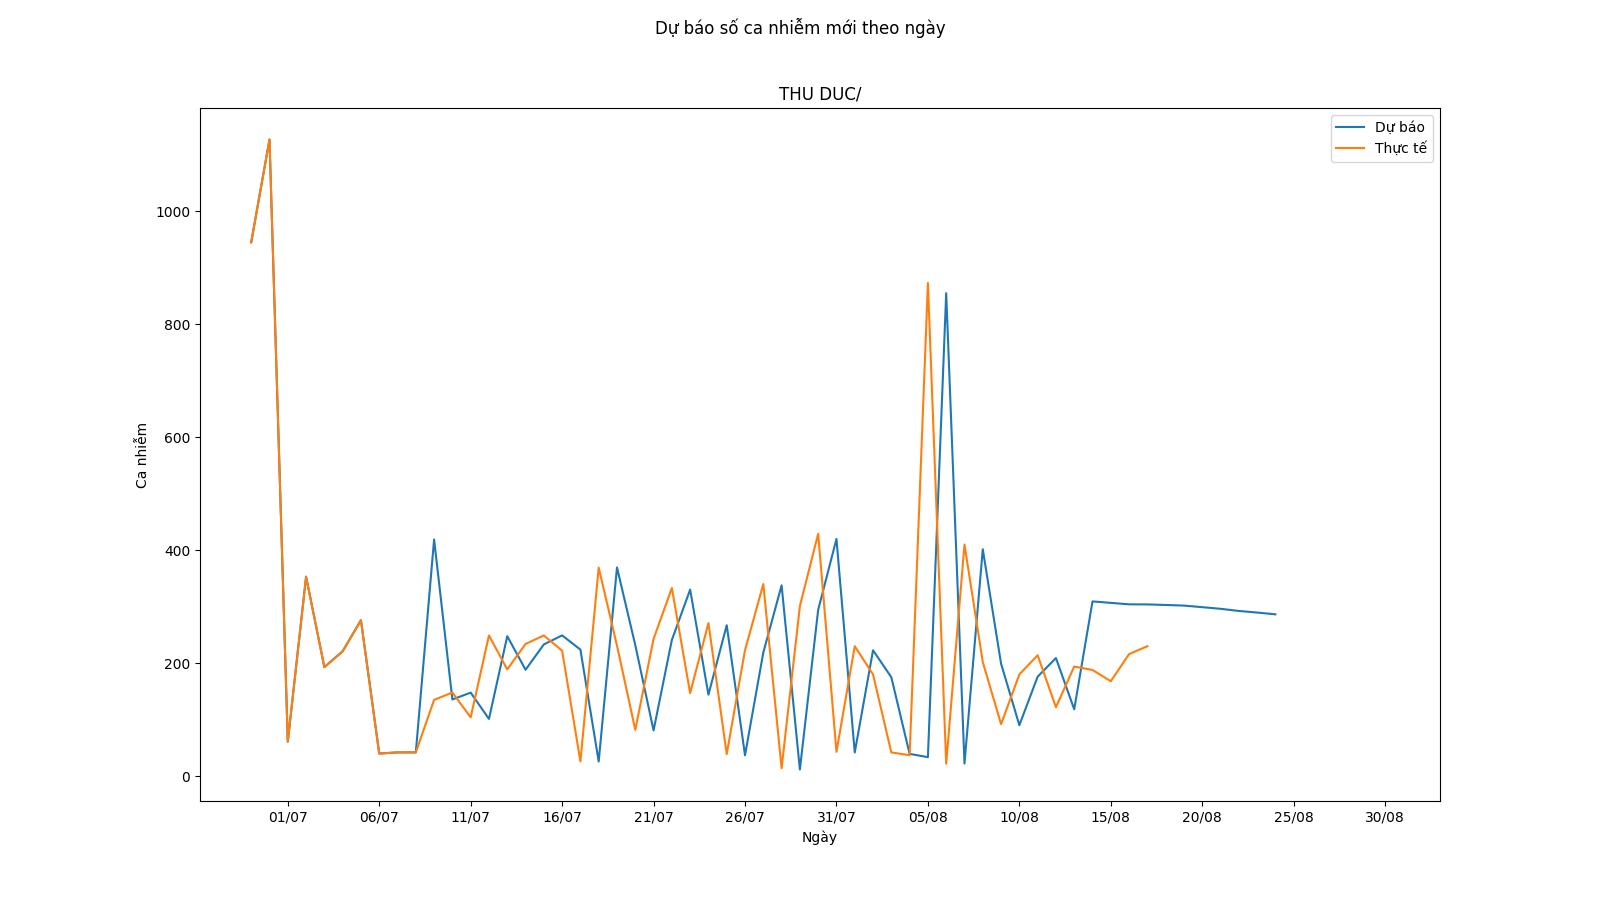 Dự báo số ca nhiễm mới theo ngày
THU DUC/
Dự báo
Thực tế
1000
800
600
400
200
0
Ca nhiễm
01/07 06/07 11/07 16/07 21/07 26/07 31/07 05/08 10/08 15/08 20/08 25/08 30/08
Ngày